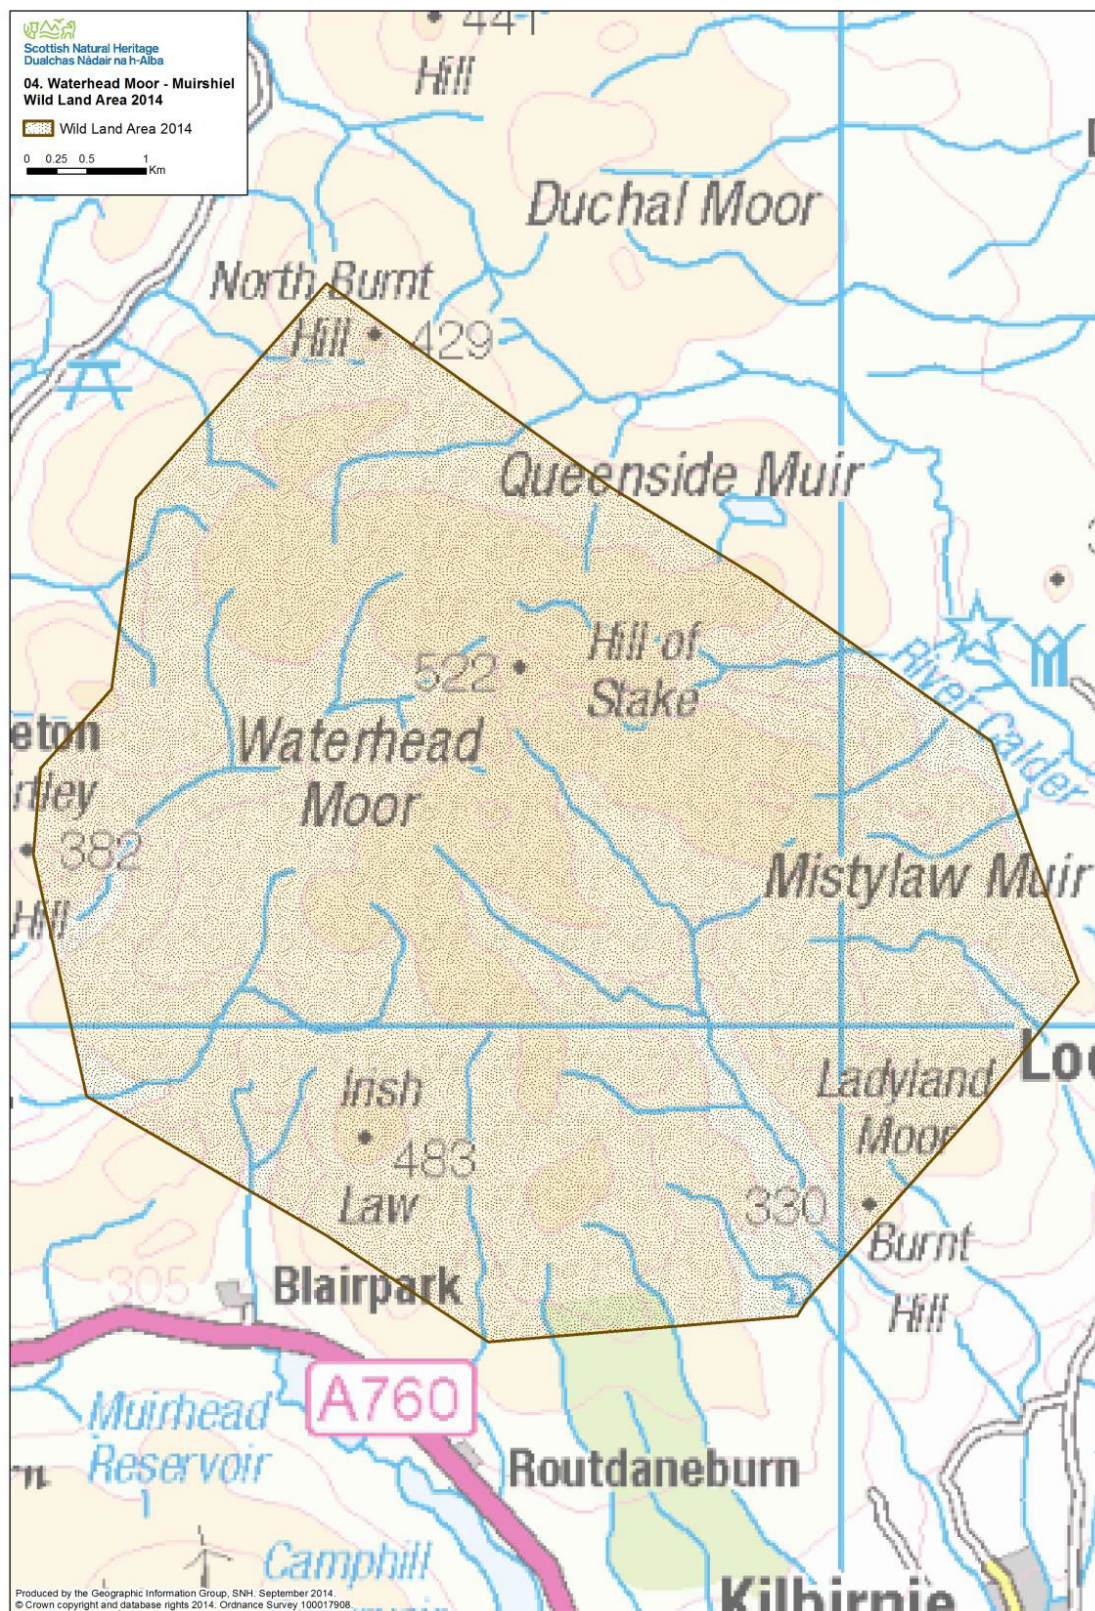 Scottish Natural Heritage
Dualchas Nàdair na h-Alba
04. Waterhead Moor - Muirshiel
Wild Land Area 2014
Wild Land Area 2014
0 0.25 0.5 1
Km
441
Hill
Duchal Moor
North Burnt
Hill 429
Queenside Muir
Hill of
Stake
522
River Calder
eton
rtley
382
Hill
Waterhead
Moor
Mistylaw Muir
Loc
Ladyland
Moor
Irish
483
Law
330
Burnt
Hill
305
Blairpark
A760
Muirhead
Reservoir
Routdaneburn
Camphill
Kilbirnie
Produced by the Geographic Information Group, SNH. September 2014.
© Crown copyright and database rights 2014. Ordnance Survey 100017908.